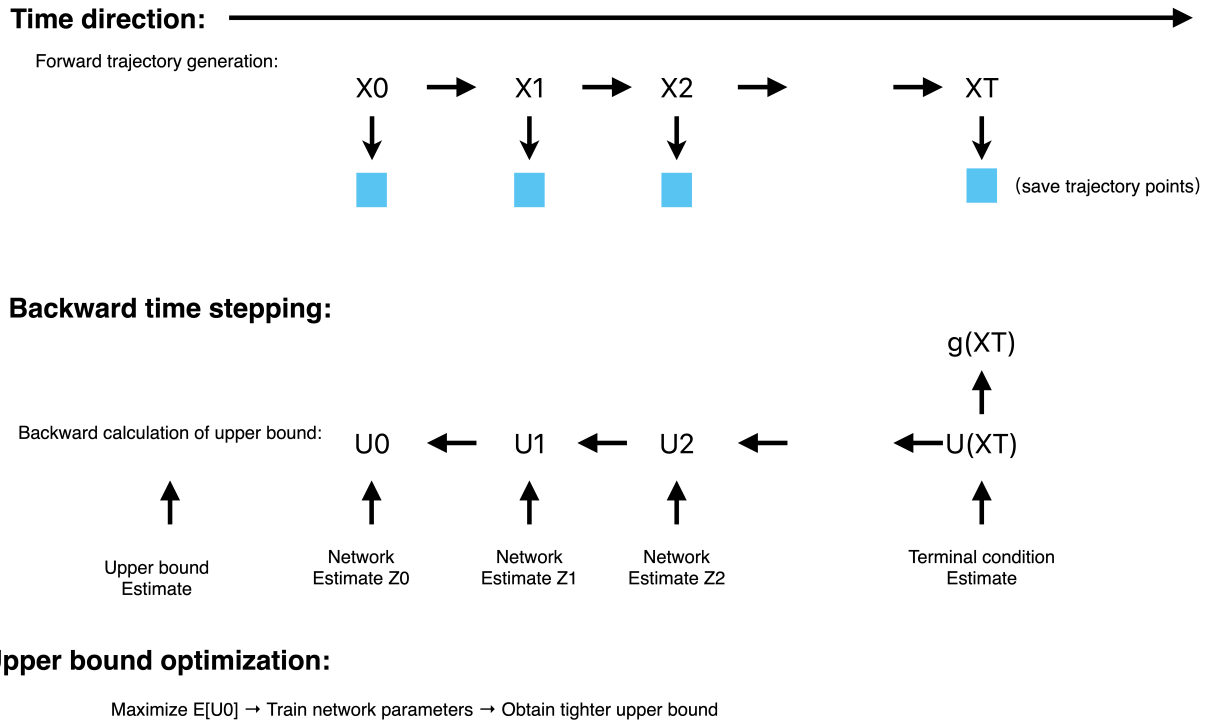 Time direction:
Forward trajectory generation:
X0 X1 X2 XT
(save trajectory points)
Backward time stepping:
g(XT)
Backward calculation of upper bound:
U0 U1 U2 U(XT)
Upper bound
Estimate
Network
Estimate Z0
Network
Estimate Z1
Network
Estimate Z2
Terminal condition
Estimate
Upper bound optimization:
Maximize E[U0] → Train network parameters → Obtain tighter upper bound